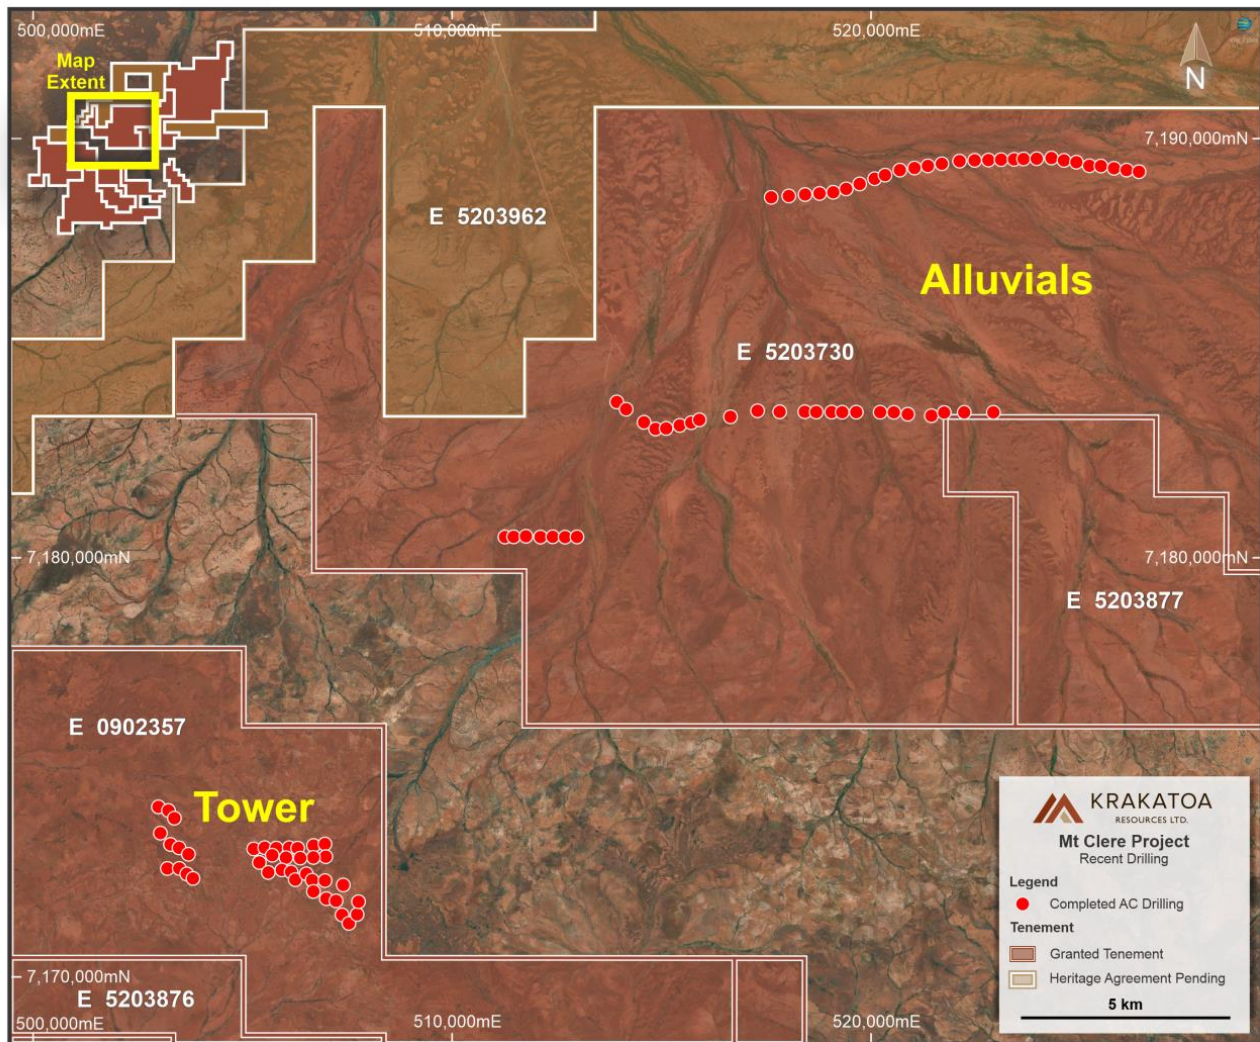 500,000mE
510,000mE
520,000mE
Map
Extent
N
7,190,000mN
E 5203962
Alluvials
E 5203730
7,180,000mN
7,180,000mN
E 5203877
E 0902357
Tower
KRAKATOA
RESOURCES LTD.
Mt Clere Project
Recent Drilling
Legend
Completed AC Drilling
Tenement
Granted Tenement
Heritage Agreement Pending
5 km
7,170,000mN
E 5203876
500,000mE
510,000mE
520,000mE